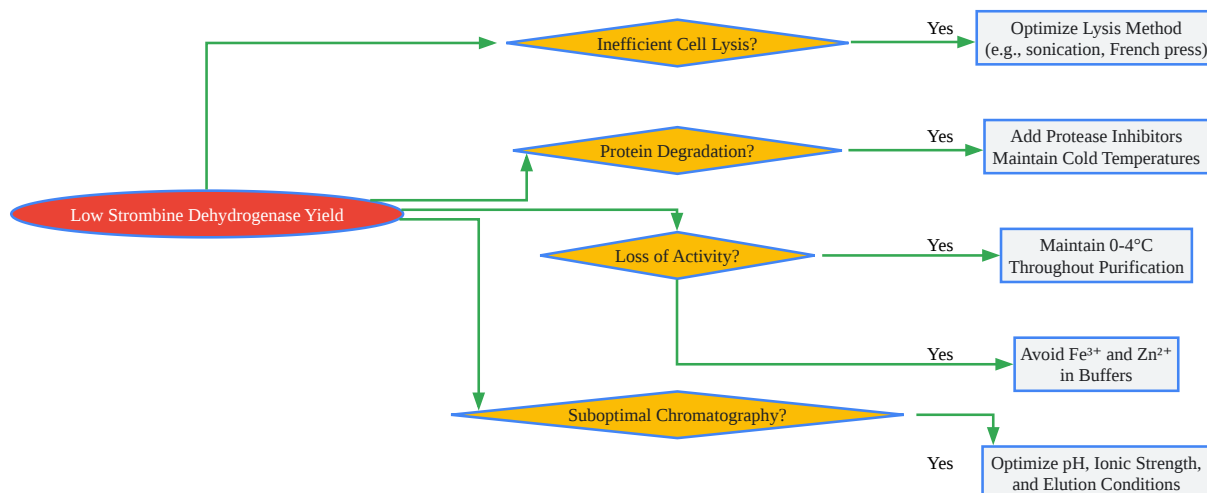 Inefficient Cell Lysis?
Yes
Optimize Lysis Method
(e.g., sonication, French press)
Protein Degradation?
Yes
Add Protease Inhibitors
Maintain Cold Temperatures
Low Strombine Dehydrogenase Yield
Loss of Activity?
Yes
Maintain 0-4°C
Throughout Purification
Yes
Avoid Fe³⁺ and Zn²⁺
in Buffers
Suboptimal Chromatography?
Yes
Optimize pH, Ionic Strength,
and Elution Conditions